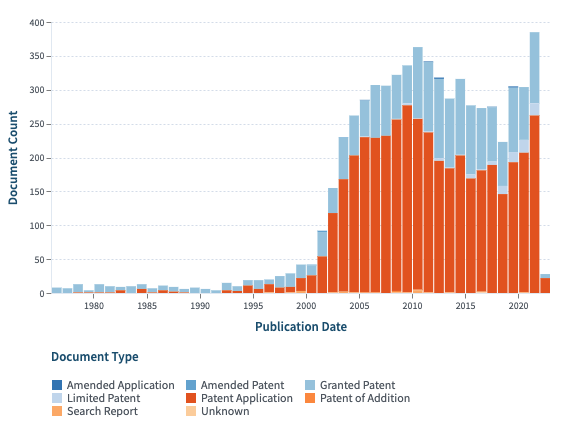 400
350
300
250
200
150
100
50
0
Document Count
1980 1985 1990 1995 2000 2005 2010 2015 2020
Publication Date
Document Type
Amended Application Amended Patent Granted Patent
Limited Patent Patent Application Patent of Addition
Search Report Unknown